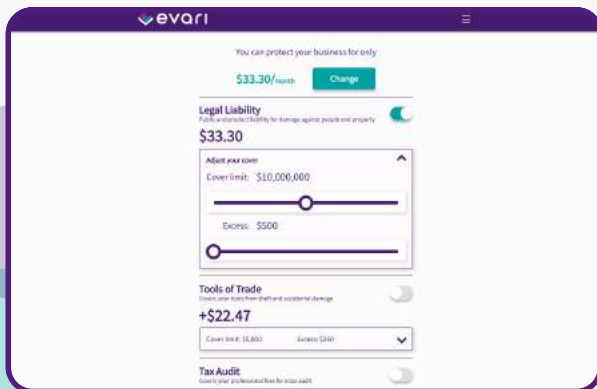 evari
You can protect your business for only
$33.30/month
Change
Legal Liability
Public and product liability for damage against people and property
$33.30
Adjust your cover
Cover limit: $10,000,000
Excess: $500
Tools of Trade
Covers your tools from theft and accidental damage
+$22.47
Cover limit: $5,000 Excess: $250
Tax Audit
Covers your professional fees for a tax audit